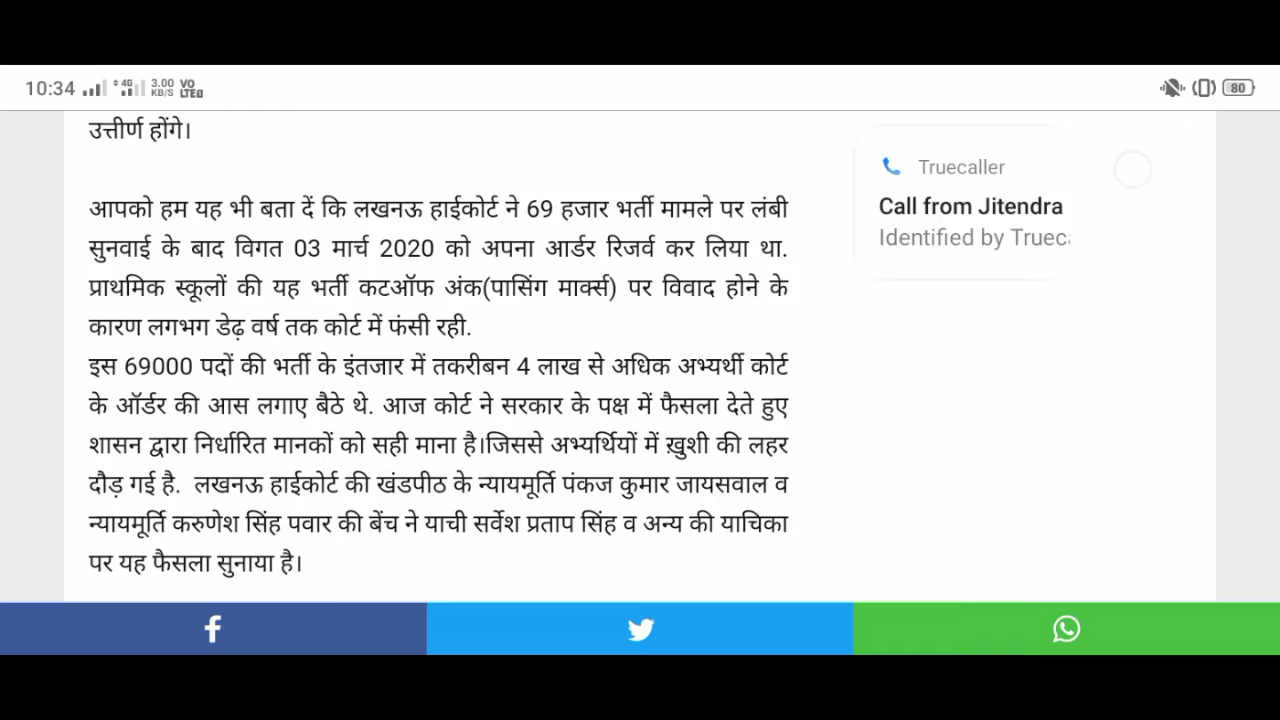 10:34 4G 3.00 KB/S VO LTE 80
उत्तीर्ण होंगे।
Truecaller
Call from Jitendra
Identified by Truec
आपको हम यह भी बता दें कि लखनऊ हाईकोर्ट ने 69 हजार भर्ती मामले पर लंबी
सुनवाई के बाद विगत 03 मार्च 2020 को अपना आर्डर रिजर्व कर लिया था.
प्राथमिक स्कूलों की यह भर्ती कटऑफ अंक(पासिंग मार्क्स) पर विवाद होने के
कारण लगभग डेढ़ वर्ष तक कोर्ट में फंसी रही.
इस 69000 पदों की भर्ती के इंतजार में तकरीबन 4 लाख से अधिक अभ्यर्थी कोर्ट
के ऑर्डर की आस लगाए बैठे थे. आज कोर्ट ने सरकार के पक्ष में फैसला देते हुए
शासन द्वारा निर्धारित मानकों को सही माना है।जिससे अभ्यर्थियों में ख़ुशी की लहर
दौड़ गई है. लखनऊ हाईकोर्ट की खंडपीठ के न्यायमूर्ति पंकज कुमार जायसवाल व
न्यायमूर्ति करुणेश सिंह पवार की बेंच ने याची सर्वेश प्रताप सिंह व अन्य की याचिका
पर यह फैसला सुनाया है।